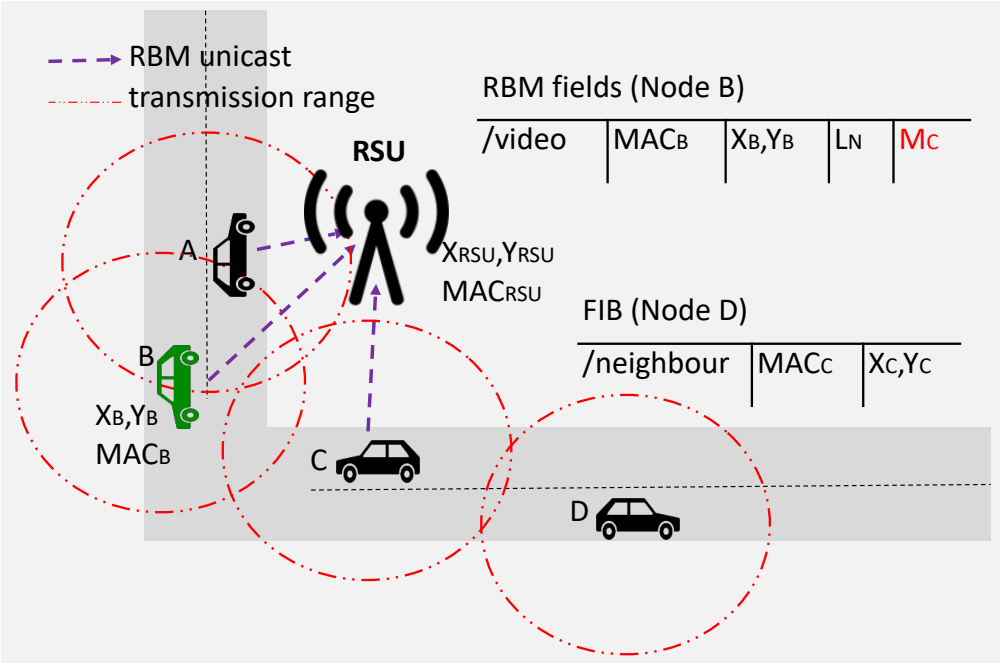 RBM unicast
transmission range
RBM fields (Node B)
/video MACB XB,YB LN MC
RSU
A
XRSU,YRSU
MACRSU
FIB (Node D)
/neighbour MACC XC,YC
B
XB,YB
MACB
C
D